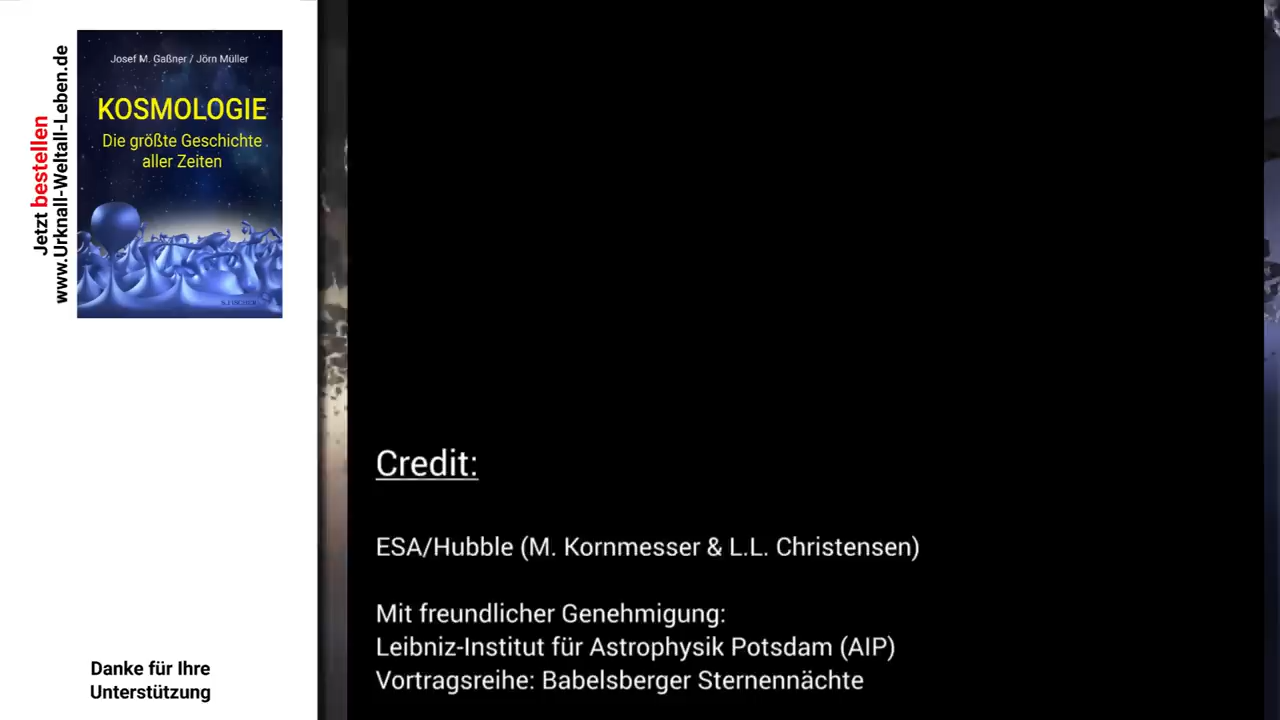 Jetzt bestellen
www.Urknall-Weltall-Leben.de
Josef M. Gaßner / Jörn Müller
KOSMOLOGIE
Die größte Geschichte
aller Zeiten
S. FISCHER
Danke für Ihre
Unterstützung
Credit:
ESA/Hubble (M. Kornmesser & L.L. Christensen)
Mit freundlicher Genehmigung:
Leibniz-Institut für Astrophysik Potsdam (AIP)
Vortragsreihe: Babelsberger Sternennächte